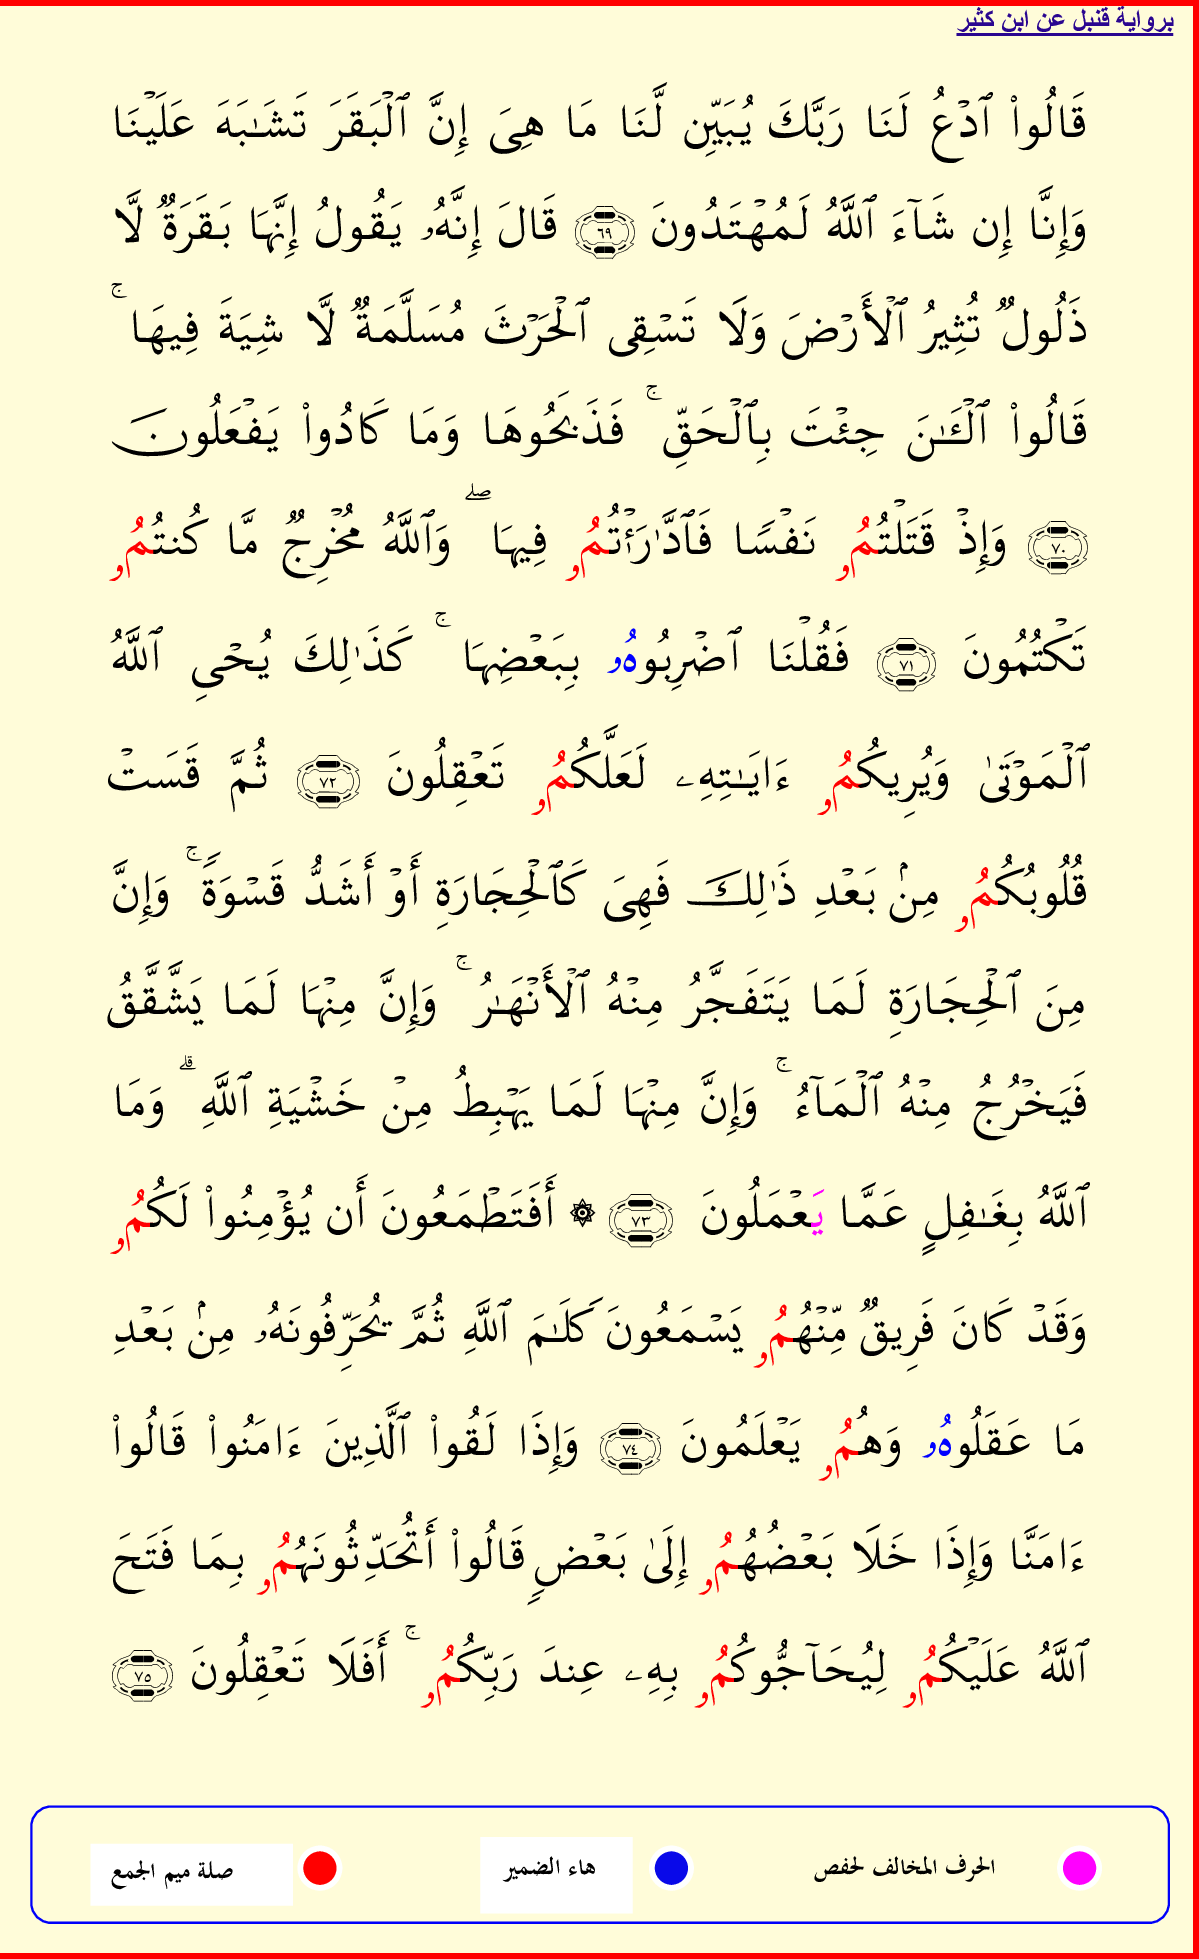 برواية قنبل عن ابن كثير
قَالُوا۟ ٱدْعُ لَنَا رَبَّكَ يُبَيِّن لَّنَا مَا هِىَ إِنَّ ٱلْبَقَرَ تَشَـٰبَهَ عَلَيْنَا
وَإِنَّا إِن شَآءَ ٱللَّهُ لَمُهْتَدُونَ ٦٩ قَالَ إِنَّهُۥ يَقُولُ إِنَّهَا بَقَرَةٌ لَّا
ذَلُولٌ تُثِيرُ ٱلْأَرْضَ وَلَا تَسْقِى ٱلْحَرْثَ مُسَلَّمَةٌ لَّا شِيَةَ فِيهَا ۚ
قَالُوا۟ ٱلْـَٔـٰنَ جِئْتَ بِٱلْحَقِّ ۚ فَذَبَحُوهَا وَمَا كَادُوا۟ يَفْعَلُونَ
٧٠ وَإِذْ قَتَلْتُمُۥ نَفْسًا فَٱدَّٰرَٰٔتُمُۥ فِيهَا ۖ وَٱللَّهُ مُخْرِجٌ مَّا كُنتُمُۥ
تَكْتُمُونَ ٧١ فَقُلْنَا ٱضْرِبُوهُۥ بِبَعْضِهَا ۚ كَذَٰلِكَ يُحْىِ ٱللَّهُ
ٱلْمَوْتَىٰ وَيُرِيكُمُۥ ءَايَـٰتِهِۦ لَعَلَّكُمُۥ تَعْقِلُونَ ٧٢ ثُمَّ قَسَتْ
قُلُوبُكُمُۥ مِنۢ بَعْدِ ذَٰلِكَ فَهِىَ كَٱلْحِجَارَةِ أَوْ أَشَدُّ قَسْوَةً ۚ وَإِنَّ
مِنَ ٱلْحِجَارَةِ لَمَا يَتَفَجَّرُ مِنْهُ ٱلْأَنْهَـٰرُ ۚ وَإِنَّ مِنْهَا لَمَا يَشَّقَّقُ
فَيَخْرُجُ مِنْهُ ٱلْمَآءُ ۚ وَإِنَّ مِنْهَا لَمَا يَهْبِطُ مِنْ خَشْيَةِ ٱللَّهِ ۗ وَمَا
ٱللَّهُ بِغَـٰفِلٍ عَمَّا يَعْمَلُونَ ٧٣ ۞ أَفَتَطْمَعُونَ أَن يُؤْمِنُوا۟ لَكُمُۥ
وَقَدْ كَانَ فَرِيقٌ مِّنْهُمُۥ يَسْمَعُونَ كَلَـٰمَ ٱللَّهِ ثُمَّ يُحَرِّفُونَهُۥ مِنۢ بَعْدِ
مَا عَقَلُوهُۥ وَهُمُۥ يَعْلَمُونَ ٧٤ وَإِذَا لَقُوا۟ ٱلَّذِينَ ءَامَنُوا۟ قَالُوا۟
ءَامَنَّا وَإِذَا خَلَا بَعْضُهُمُۥ إِلَىٰ بَعْضٍ قَالُوا۟ أَتُحَدِّثُونَهُمُۥ بِمَا فَتَحَ
ٱللَّهُ عَلَيْكُمُۥ لِيُحَآجُّوكُمُۥ بِهِۦ عِندَ رَبِّكُمُۥ ۚ أَفَلَا تَعْقِلُونَ ٧٥
الحرف المخالف لحفص هاء الضمير صلة ميم الجمع